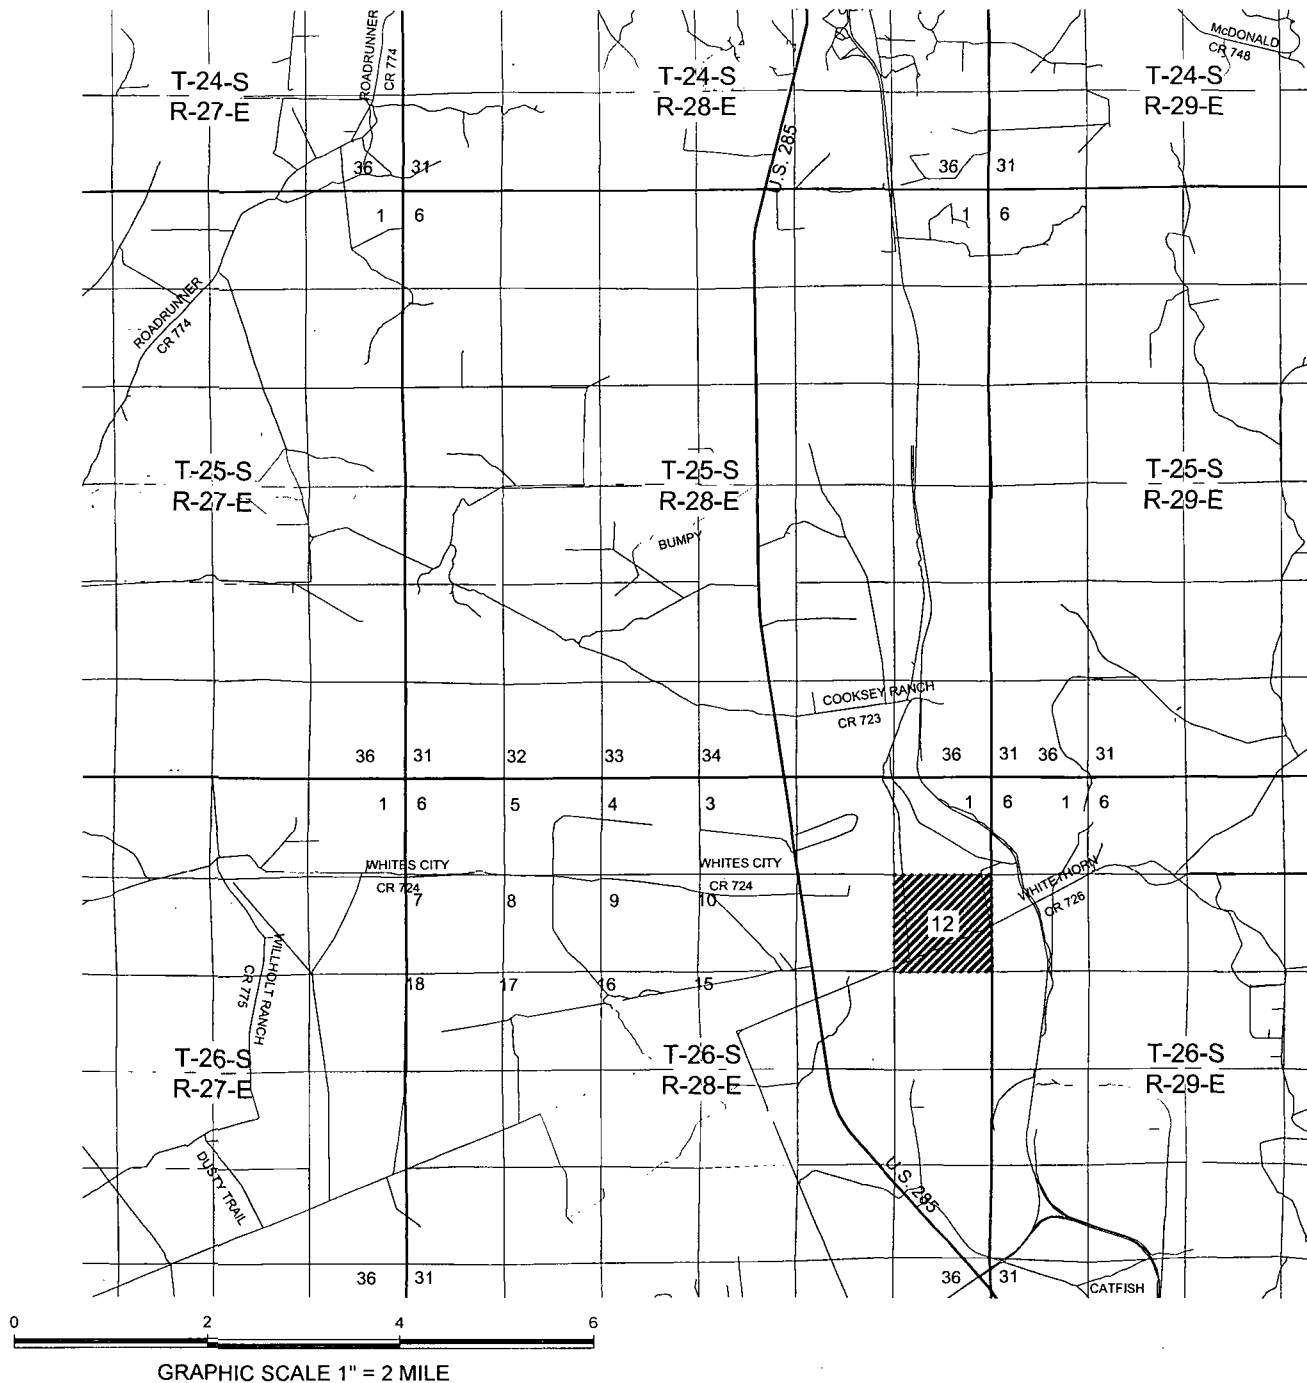 McDONALD
CR 748
ROADRUNNER
CR 774
T-24-S
R-27-E
T-24-S
R-28-E
T-24-S
R-29-E
U.S. 285
36
31
36
31
1
6
1
6
ROADRUNNER
CR 774
T-25-S
R-27-E
T-25-S
R-28-E
T-25-S
R-29-E
BUMPY
COOKSEY RANCH
CR 723
36
31
32
33
34
36
31
36
31
1
6
5
4
3
1
6
1
6
WHITES CITY
CR 724
WHITES CITY
CR 724
WHITETHORN
CR 726
7
8
9
10
12
WILLHOLT RANCH
CR 775
18
17
16
15
T-26-S
R-27-E
T-26-S
R-28-E
T-26-S
R-29-E
DUSTY TRAIL
U.S. 285
36
31
36
31
CATFISH
0
2
4
6
GRAPHIC SCALE 1" = 2 MILE